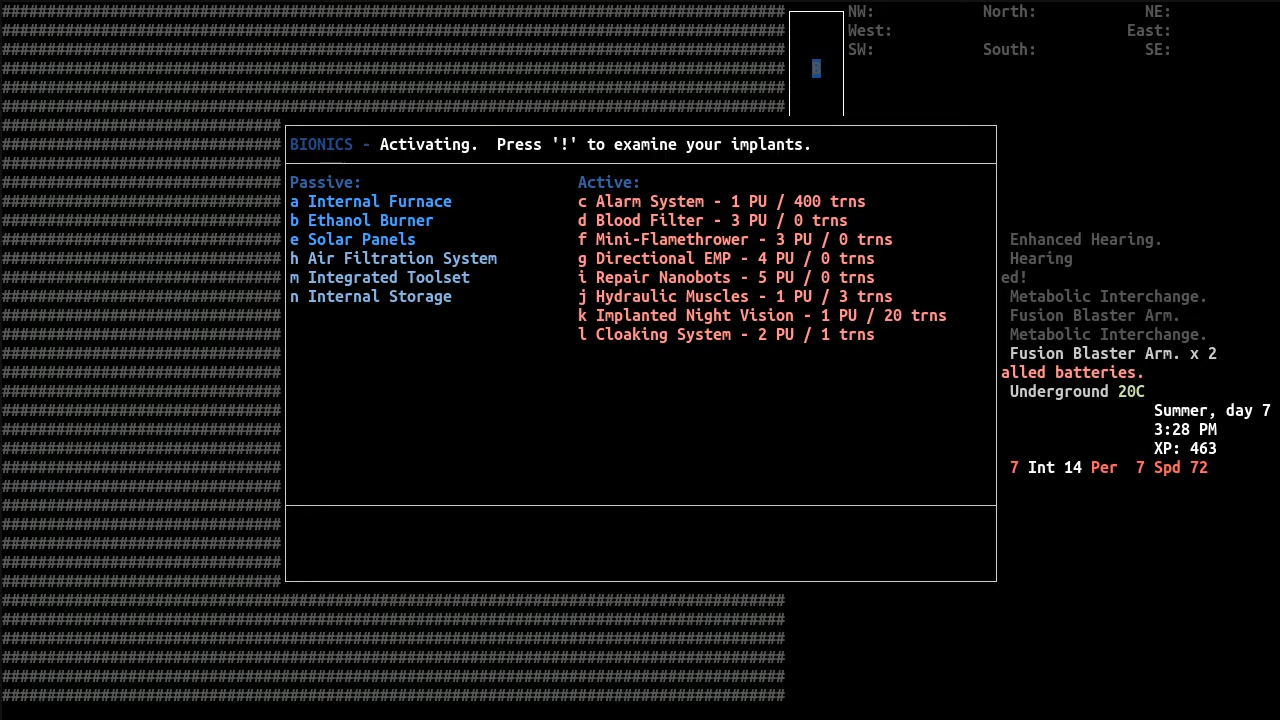 NW: North: NE:
West: East:
SW: South: SE:
BIONICS - Activating. Press '!' to examine your implants.
Passive: Active:
a Internal Furnace c Alarm System - 1 PU / 400 trns
b Ethanol Burner d Blood Filter - 3 PU / 0 trns
e Solar Panels f Mini-Flamethrower - 3 PU / 0 trns Enhanced Hearing.
h Air Filtration System g Directional EMP - 4 PU / 0 trns Hearing
m Integrated Toolset i Repair Nanobots - 5 PU / 0 trns ed!
n Internal Storage j Hydraulic Muscles - 1 PU / 3 trns Metabolic Interchange.
k Implanted Night Vision - 1 PU / 20 trns Fusion Blaster Arm.
l Cloaking System - 2 PU / 1 trns Metabolic Interchange.
Fusion Blaster Arm. x 2
alled batteries.
Underground 20C
Summer, day 7
3:28 PM
XP: 463
7 Int 14 Per 7 Spd 72